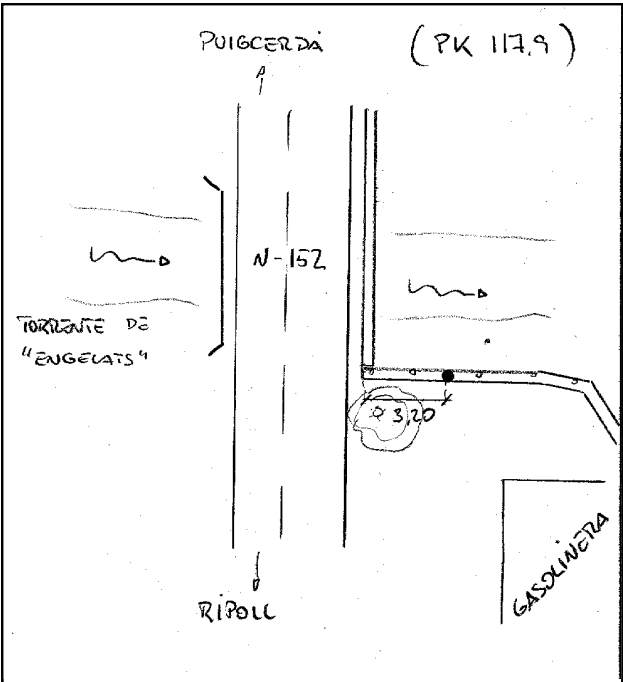 PUIGCERDÀ
(PK 117,9)
N-152
TORRENTE DE
"ENGELATS"
3,20
GASOLINERA
RIPOLL